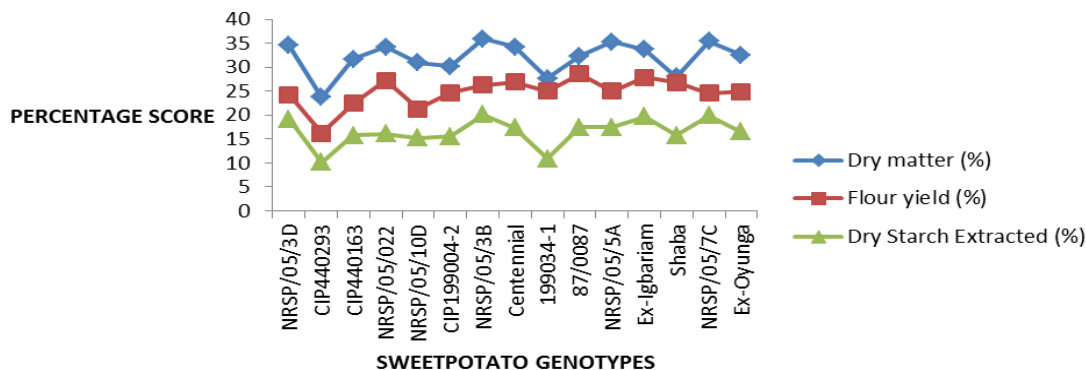 40
35
30
25
20
15
10
5
0
PERCENTAGE SCORE
NRSP/05/3D
CIP440293
CIP440163
NRSP/05/022
NRSP/05/10D
CIP199004-2
NRSP/05/3B
Centennial
199034-1
87/0087
NRSP/05/5A
Ex-Igbariam
Shaba
NRSP/05/7C
Ex-Oyunga
SWEETPOTATO GENOTYPES
Dry matter (%)
Flour yield (%)
Dry Starch Extracted (%)